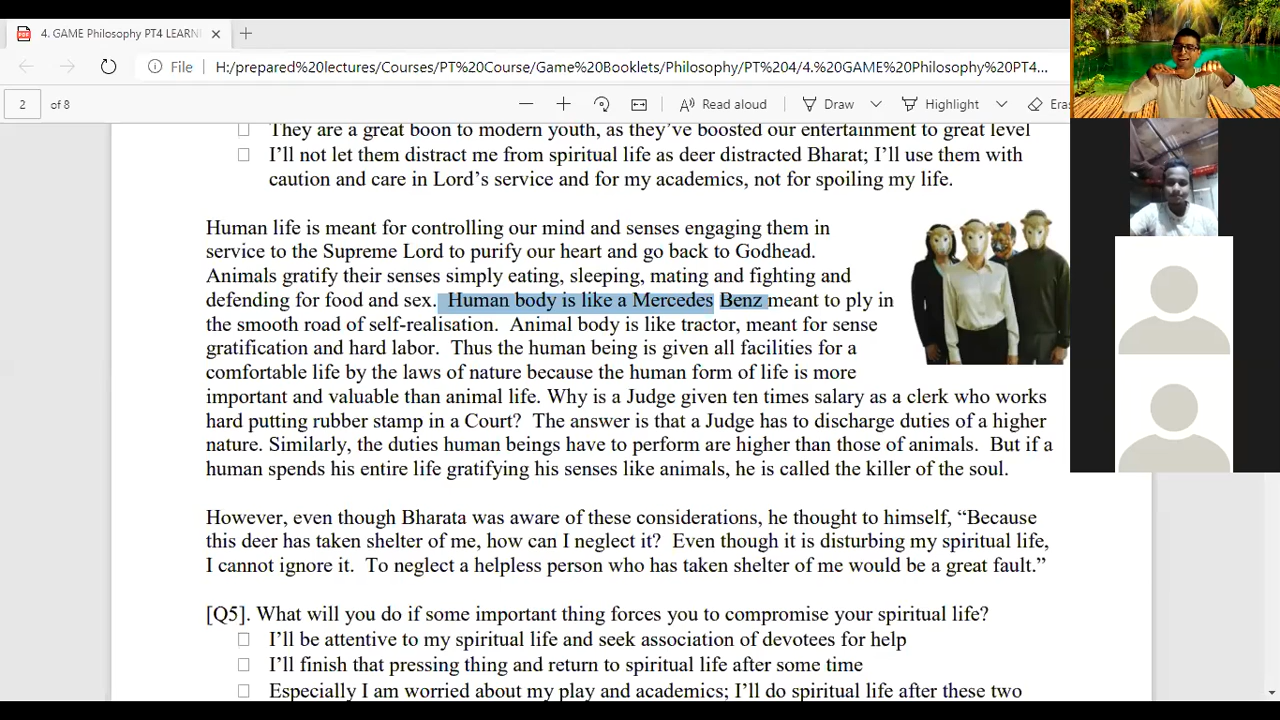 4. GAME Philosophy PT4 LEARNI
File
H:/prepared%20lectures/Courses/PT%20Course/Game%20Booklets/Philosophy/PT%204/4.%20GAME%20Philosophy%20PT4...
2 of 8
Read aloud
Draw
Highlight
Eras
They are a great boon to modern youth, as they've boosted our entertainment to great level
I'll not let them distract me from spiritual life as deer distracted Bharat; I'll use them with
caution and care in Lord's service and for my academics, not for spoiling my life.
Human life is meant for controlling our mind and senses engaging them in
service to the Supreme Lord to purify our heart and go back to Godhead.
Animals gratify their senses simply eating, sleeping, mating and fighting and
defending for food and sex. Human body is like a Mercedes Benz meant to ply in
the smooth road of self-realisation. Animal body is like tractor, meant for sense
gratification and hard labor. Thus the human being is given all facilities for a
comfortable life by the laws of nature because the human form of life is more
important and valuable than animal life. Why is a Judge given ten times salary as a clerk who works
hard putting rubber stamp in a Court? The answer is that a Judge has to discharge duties of a higher
nature. Similarly, the duties human beings have to perform are higher than those of animals. But if a
human spends his entire life gratifying his senses like animals, he is called the killer of the soul.
However, even though Bharata was aware of these considerations, he thought to himself, “Because
this deer has taken shelter of me, how can I neglect it? Even though it is disturbing my spiritual life,
I cannot ignore it. To neglect a helpless person who has taken shelter of me would be a great fault.”
[Q5]. What will you do if some important thing forces you to compromise your spiritual life?
I'll be attentive to my spiritual life and seek association of devotees for help
I'll finish that pressing thing and return to spiritual life after some time
Especially I am worried about my play and academics; I'll do spiritual life after these two